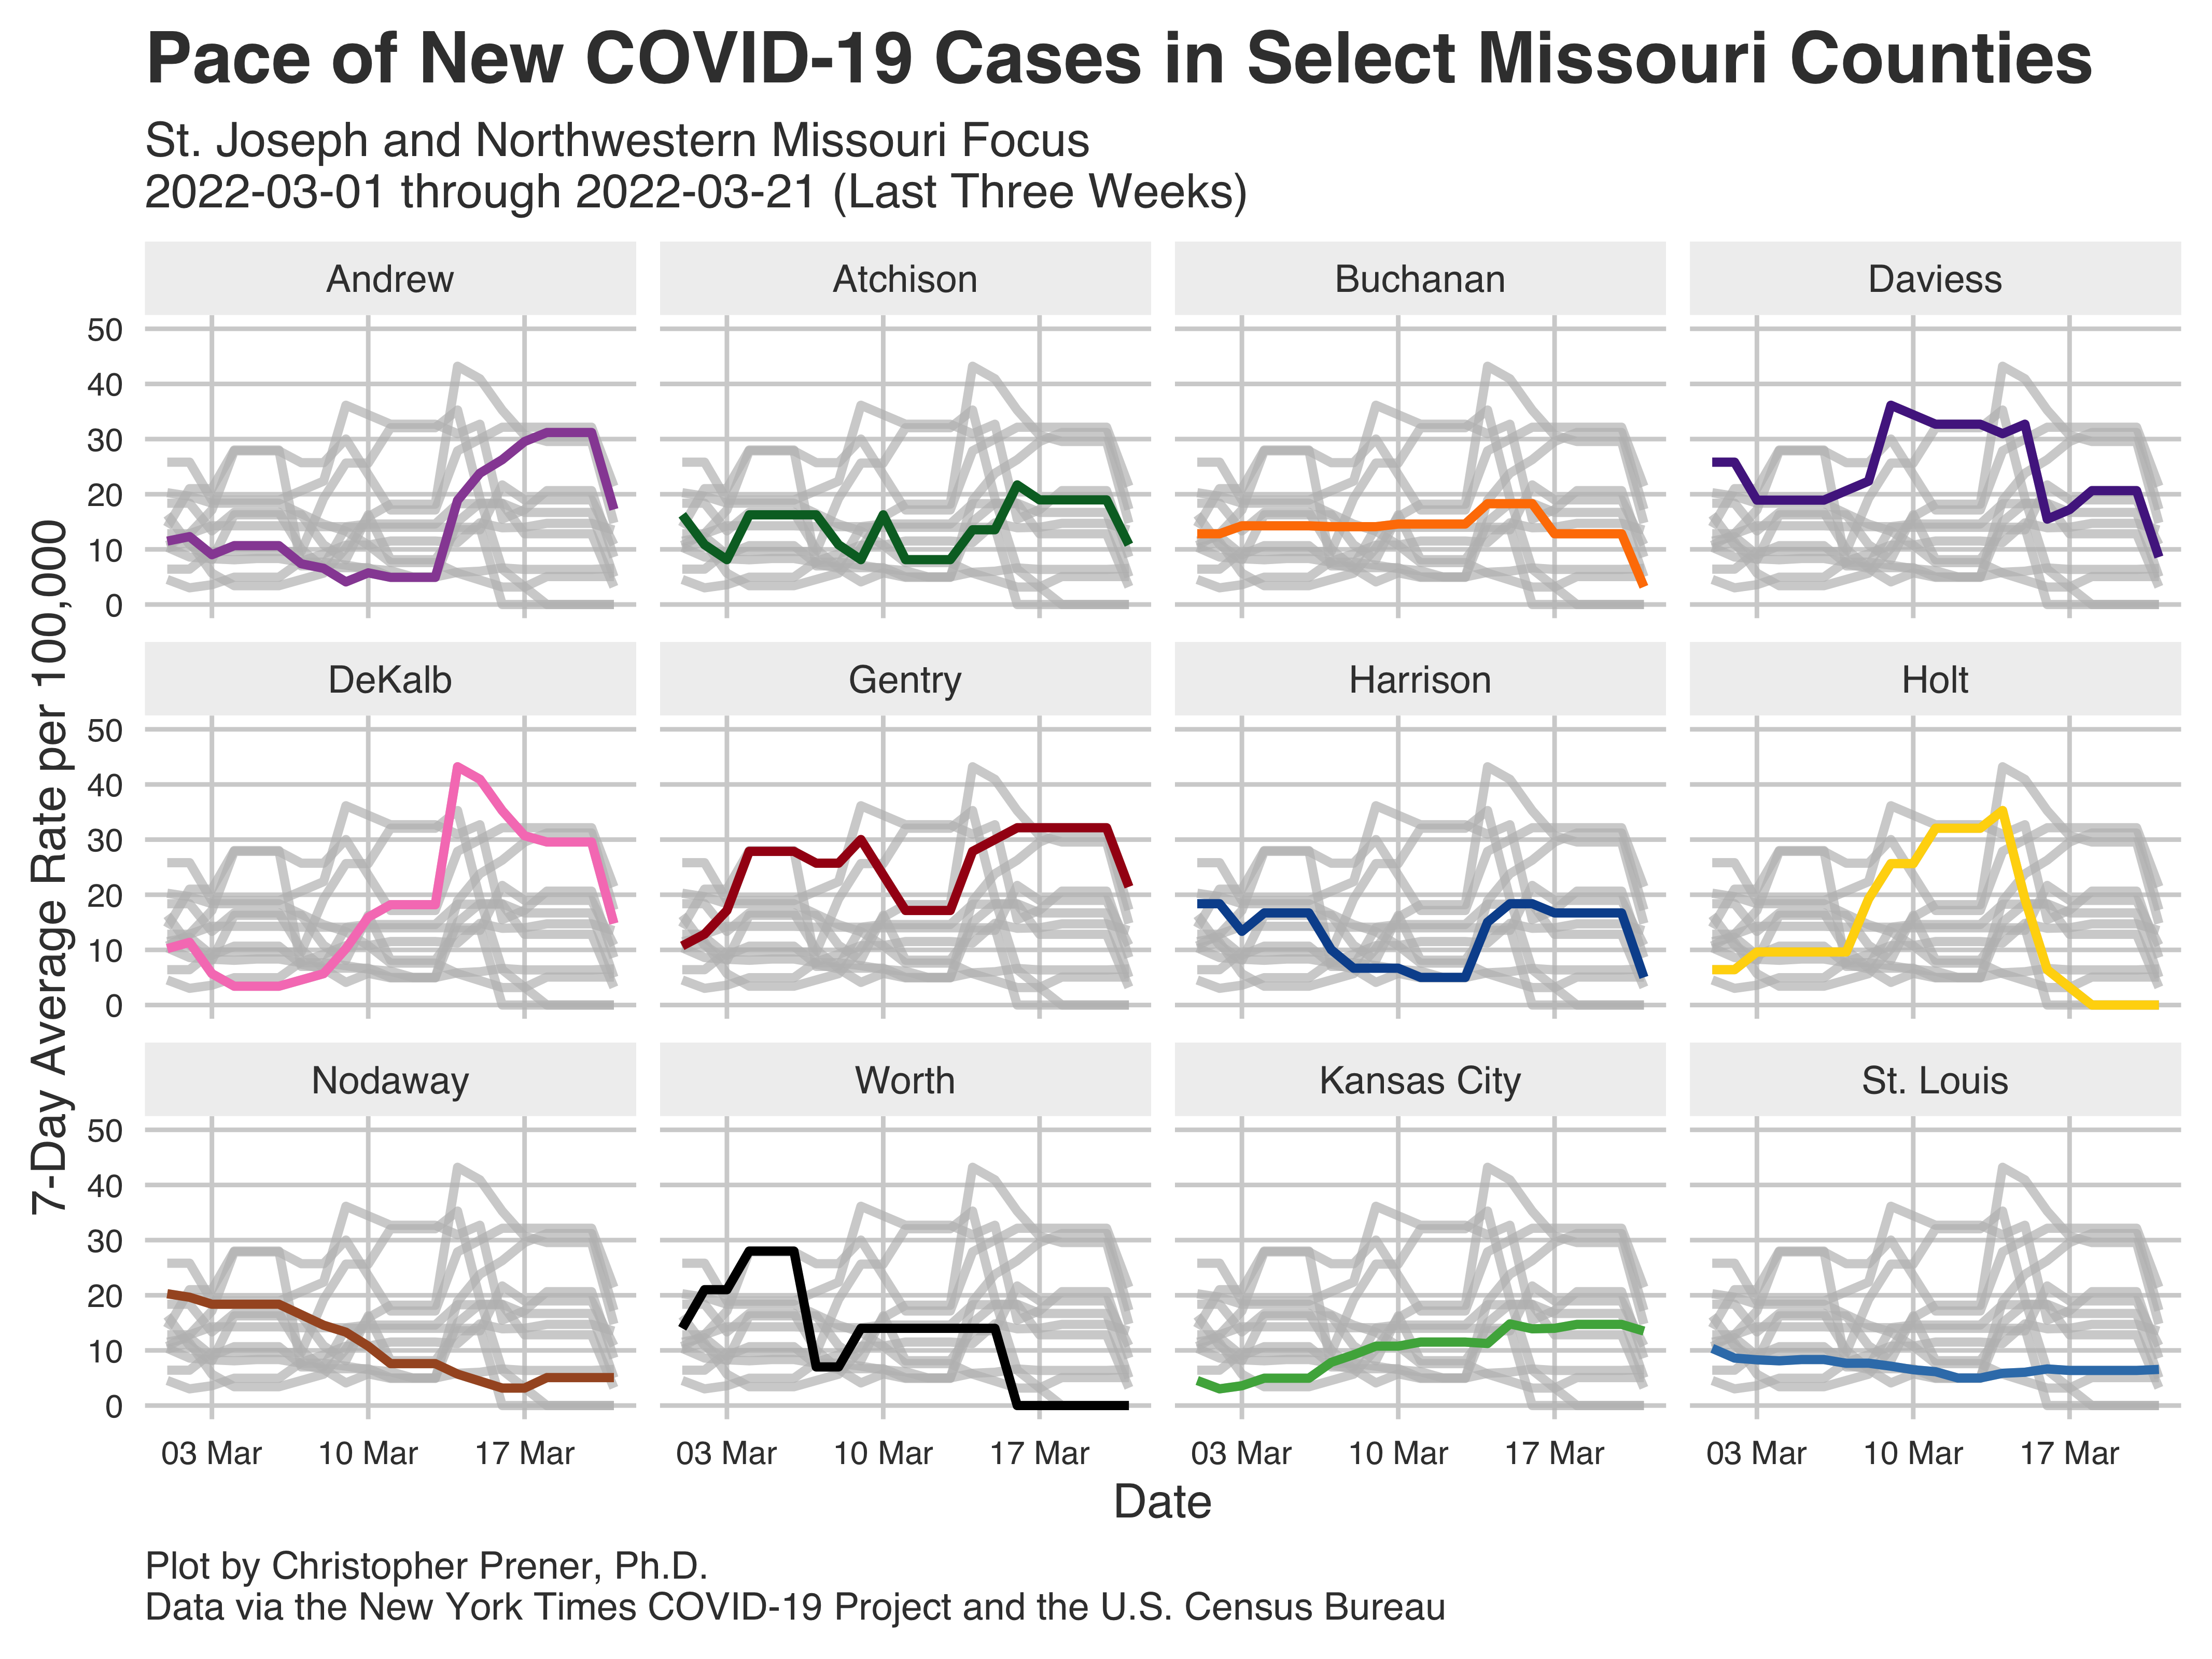 Pace of New COVID-19 Cases in Select Missouri Counties
St. Joseph and Northwestern Missouri Focus
2022-03-01 through 2022-03-21 (Last Three Weeks)
7-Day Average Rate per 100,000
Andrew
Atchison
Buchanan
Daviess
50
40
30
20
10
0
DeKalb
Gentry
Harrison
Holt
50
40
30
20
10
0
Nodaway
Worth
Kansas City
St. Louis
50
40
30
20
10
0
03 Mar 10 Mar 17 Mar
03 Mar 10 Mar 17 Mar
03 Mar 10 Mar 17 Mar
03 Mar 10 Mar 17 Mar
Date
Plot by Christopher Prener, Ph.D.
Data via the New York Times COVID-19 Project and the U.S. Census Bureau